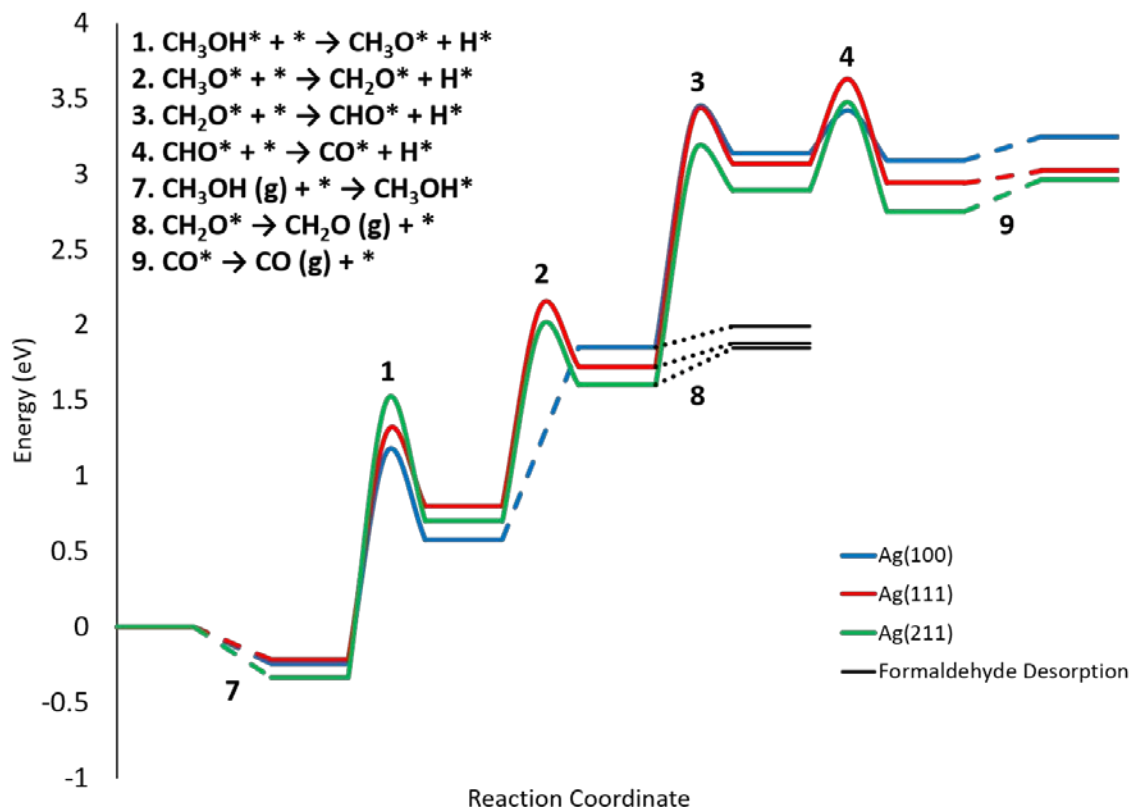 4
3.5
3
2.5
2
1.5
1
0.5
0
-0.5
-1
Energy (eV)
Reaction Coordinate
1. CH₃OH* + * → CH₃O* + H*
2. CH₃O* + * → CH₂O* + H*
3. CH₂O* + * → CHO* + H*
4. CHO* + * → CO* + H*
7. CH₃OH (g) + * → CH₃OH*
8. CH₂O* → CH₂O (g) + *
9. CO* → CO (g) + *
7
1
2
8
3
4
9
Ag(100)
Ag(111)
Ag(211)
Formaldehyde Desorption